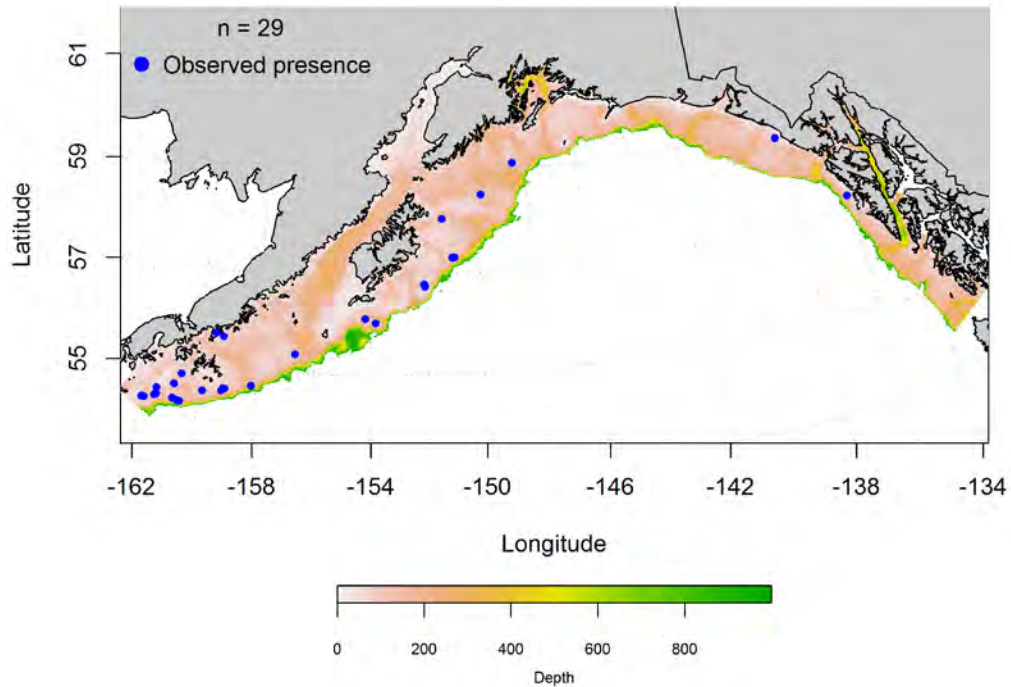 n = 29
Observed presence
61
59
57
55
Latitude
-162 -158 -154 -150 -146 -142 -138 -134
Longitude
0 200 400 600 800
Depth